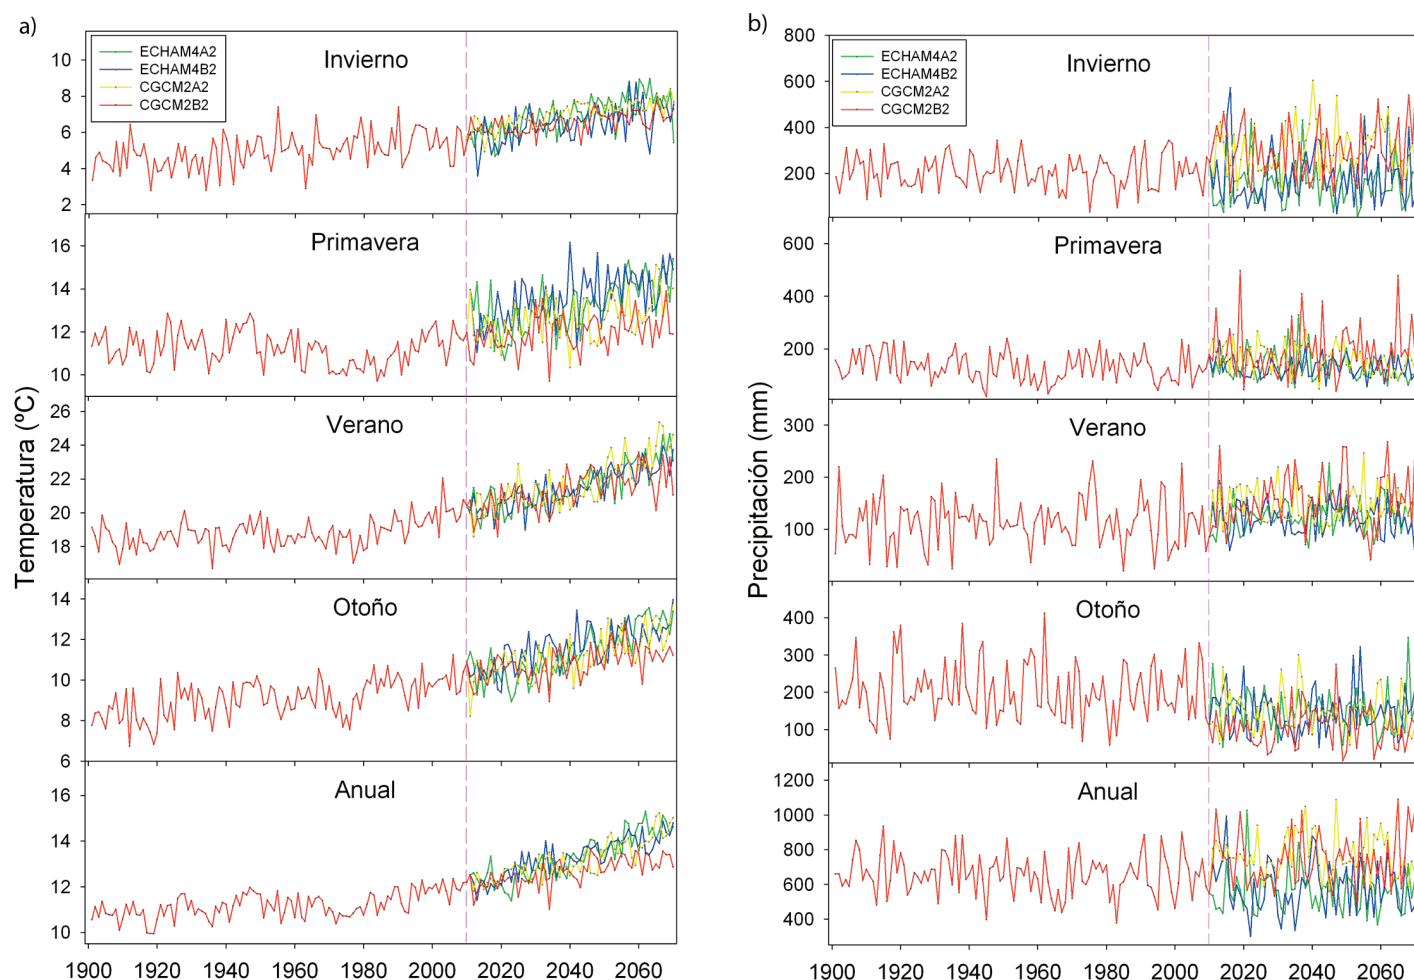 a)
ECHAM4A2
ECHAM4B2
CGCM2A2
CGCM2B2
Invierno
10
8
6
4
2
Primavera
16
14
12
10
Verano
26
24
22
20
18
Otoño
14
12
10
8
6
Anual
16
14
12
10
Temperatura (ºC)
1900 1920 1940 1960 1980 2000 2020 2040 2060
b)
ECHAM4A2
ECHAM4B2
CGCM2A2
CGCM2B2
Invierno
800
600
400
200
Primavera
600
400
200
Verano
300
200
100
Otoño
400
300
200
100
Anual
1200
1000
800
600
400
Precipitación (mm)
1900 1920 1940 1960 1980 2000 2020 2040 2060